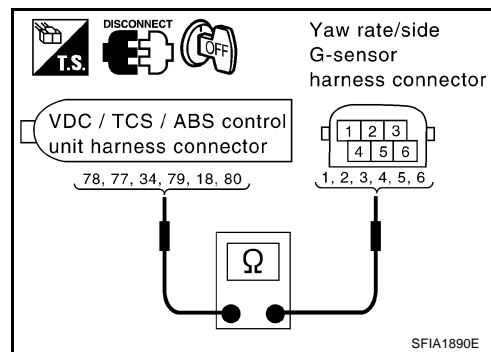 T.S.
DISCONNECT
OFF
Yaw rate/side
G-sensor
harness connector
VDC / TCS / ABS control
unit harness connector
1 2 3
4 5 6
78, 77, 34, 79, 18, 80
1, 2, 3, 4, 5, 6
Ω
SFIA1890E